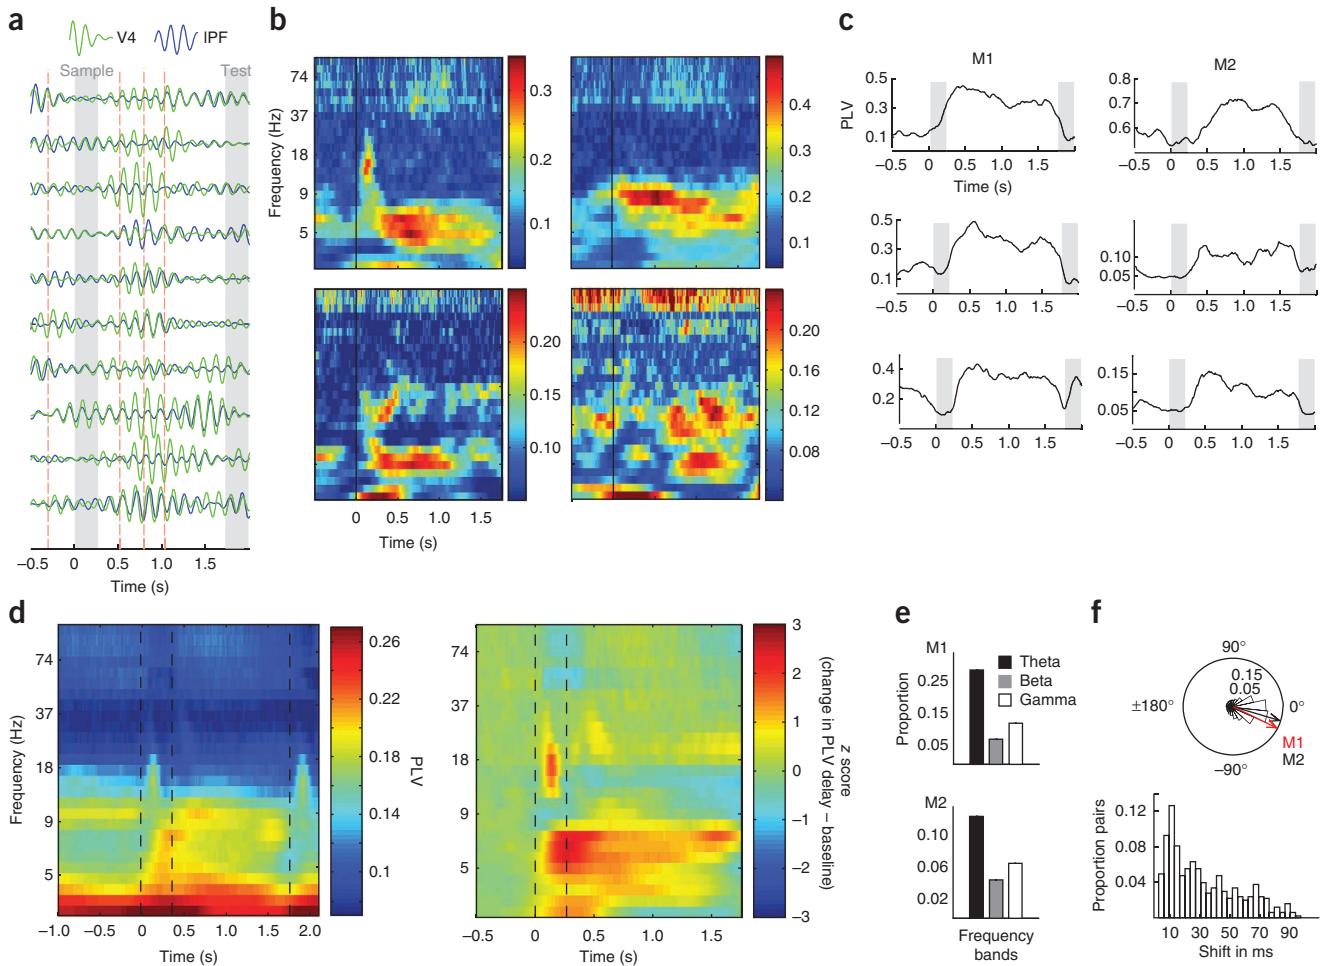 a
V4
IPF
Sample
Test
–0.5 0 0.5 1.0 1.5
Time (s)
b
Frequency (Hz)
74
37
18
9
5
0.3
0.2
0.1
0.4
0.3
0.2
0.1
0.20
0.15
0.10
0.20
0.16
0.12
0.08
0 0.5 1.0 1.5
Time (s)
c
M1
M2
PLV
0.5
0.3
0.1
–0.5 0 0.5 1.0 1.5 2.0
Time (s)
0.8
0.7
0.6
–0.5 0 0.5 1.0 1.5 2.0
0.5
0.3
0.1
–0.5 0 0.5 1.0 1.5 2.0
0.10
0.05
–0.5 0 0.5 1.0 1.5 2.0
0.4
0.2
–0.5 0 0.5 1.0 1.5 2.0
0.15
0.05
–0.5 0 0.5 1.0 1.5 2.0
d
Frequency (Hz)
74
37
18
9
5
–1.0 –0.5 0 0.5 1.0 1.5 2.0
Time (s)
0.26
0.22
0.18
0.14
0.1
PLV
74
37
18
9
5
–0.5 0 0.5 1.0 1.5
Time (s)
3
2
1
0
–1
–2
–3
z score
(change in PLV delay – baseline)
e
M1
Proportion
0.25
0.15
0.05
Theta
Beta
Gamma
M2
0.10
0.06
0.02
Frequency
bands
f
90°
0.15
0.05
±180°
0°
M1
M2
–90°
Proportion pairs
0.12
0.08
0.04
10 30 50 70 90
Shift in ms